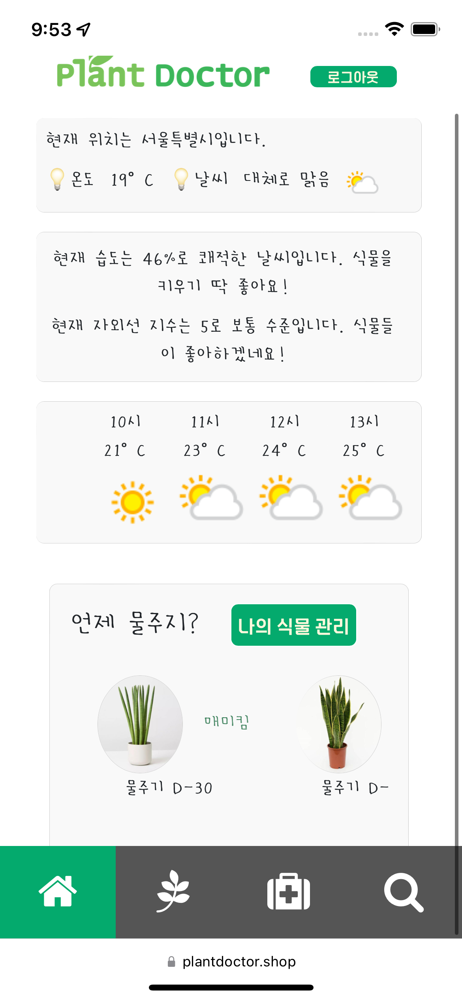 9:53
Plant Doctor
로그아웃
현재 위치는 서울특별시입니다.
온도 19° C 날씨 대체로 맑음
현재 습도는 46%로 쾌적한 날씨입니다. 식물을
키우기 딱 좋아요!
현재 자외선 지수는 5로 보통 수준입니다. 식물들
이 좋아하겠네요!
10시 11시 12시 13시
21° C 23° C 24° C 25° C
언제 물주지?
나의 식물 관리
매미킴
물주기 D-30 물주기 D-
plantdoctor.shop